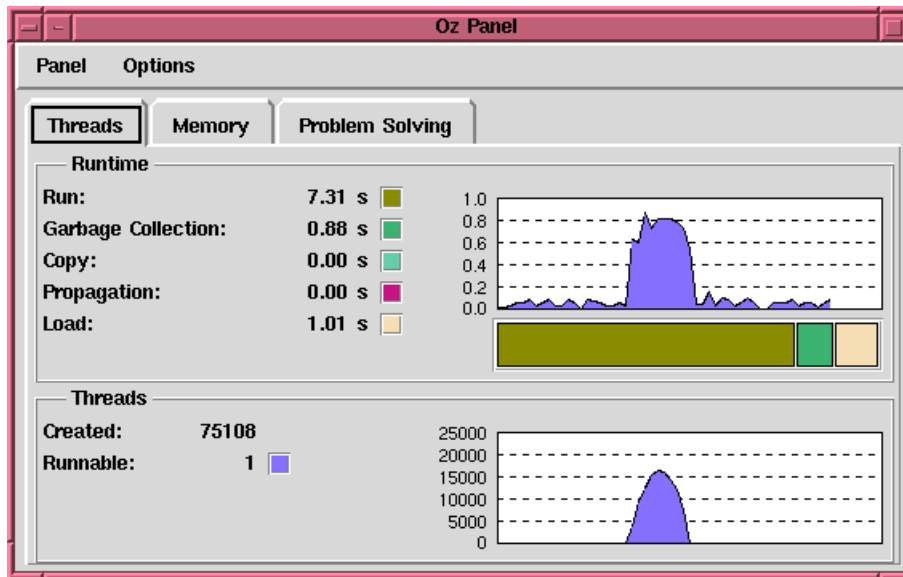 Oz Panel
Panel Options
Threads Memory Problem Solving
Runtime
Run: 7.31 s
Garbage Collection: 0.88 s
Copy: 0.00 s
Propagation: 0.00 s
Load: 1.01 s
1.0
0.8
0.6
0.4
0.2
0.0
Threads
Created: 75108
Runnable: 1
25000
20000
15000
10000
5000
0